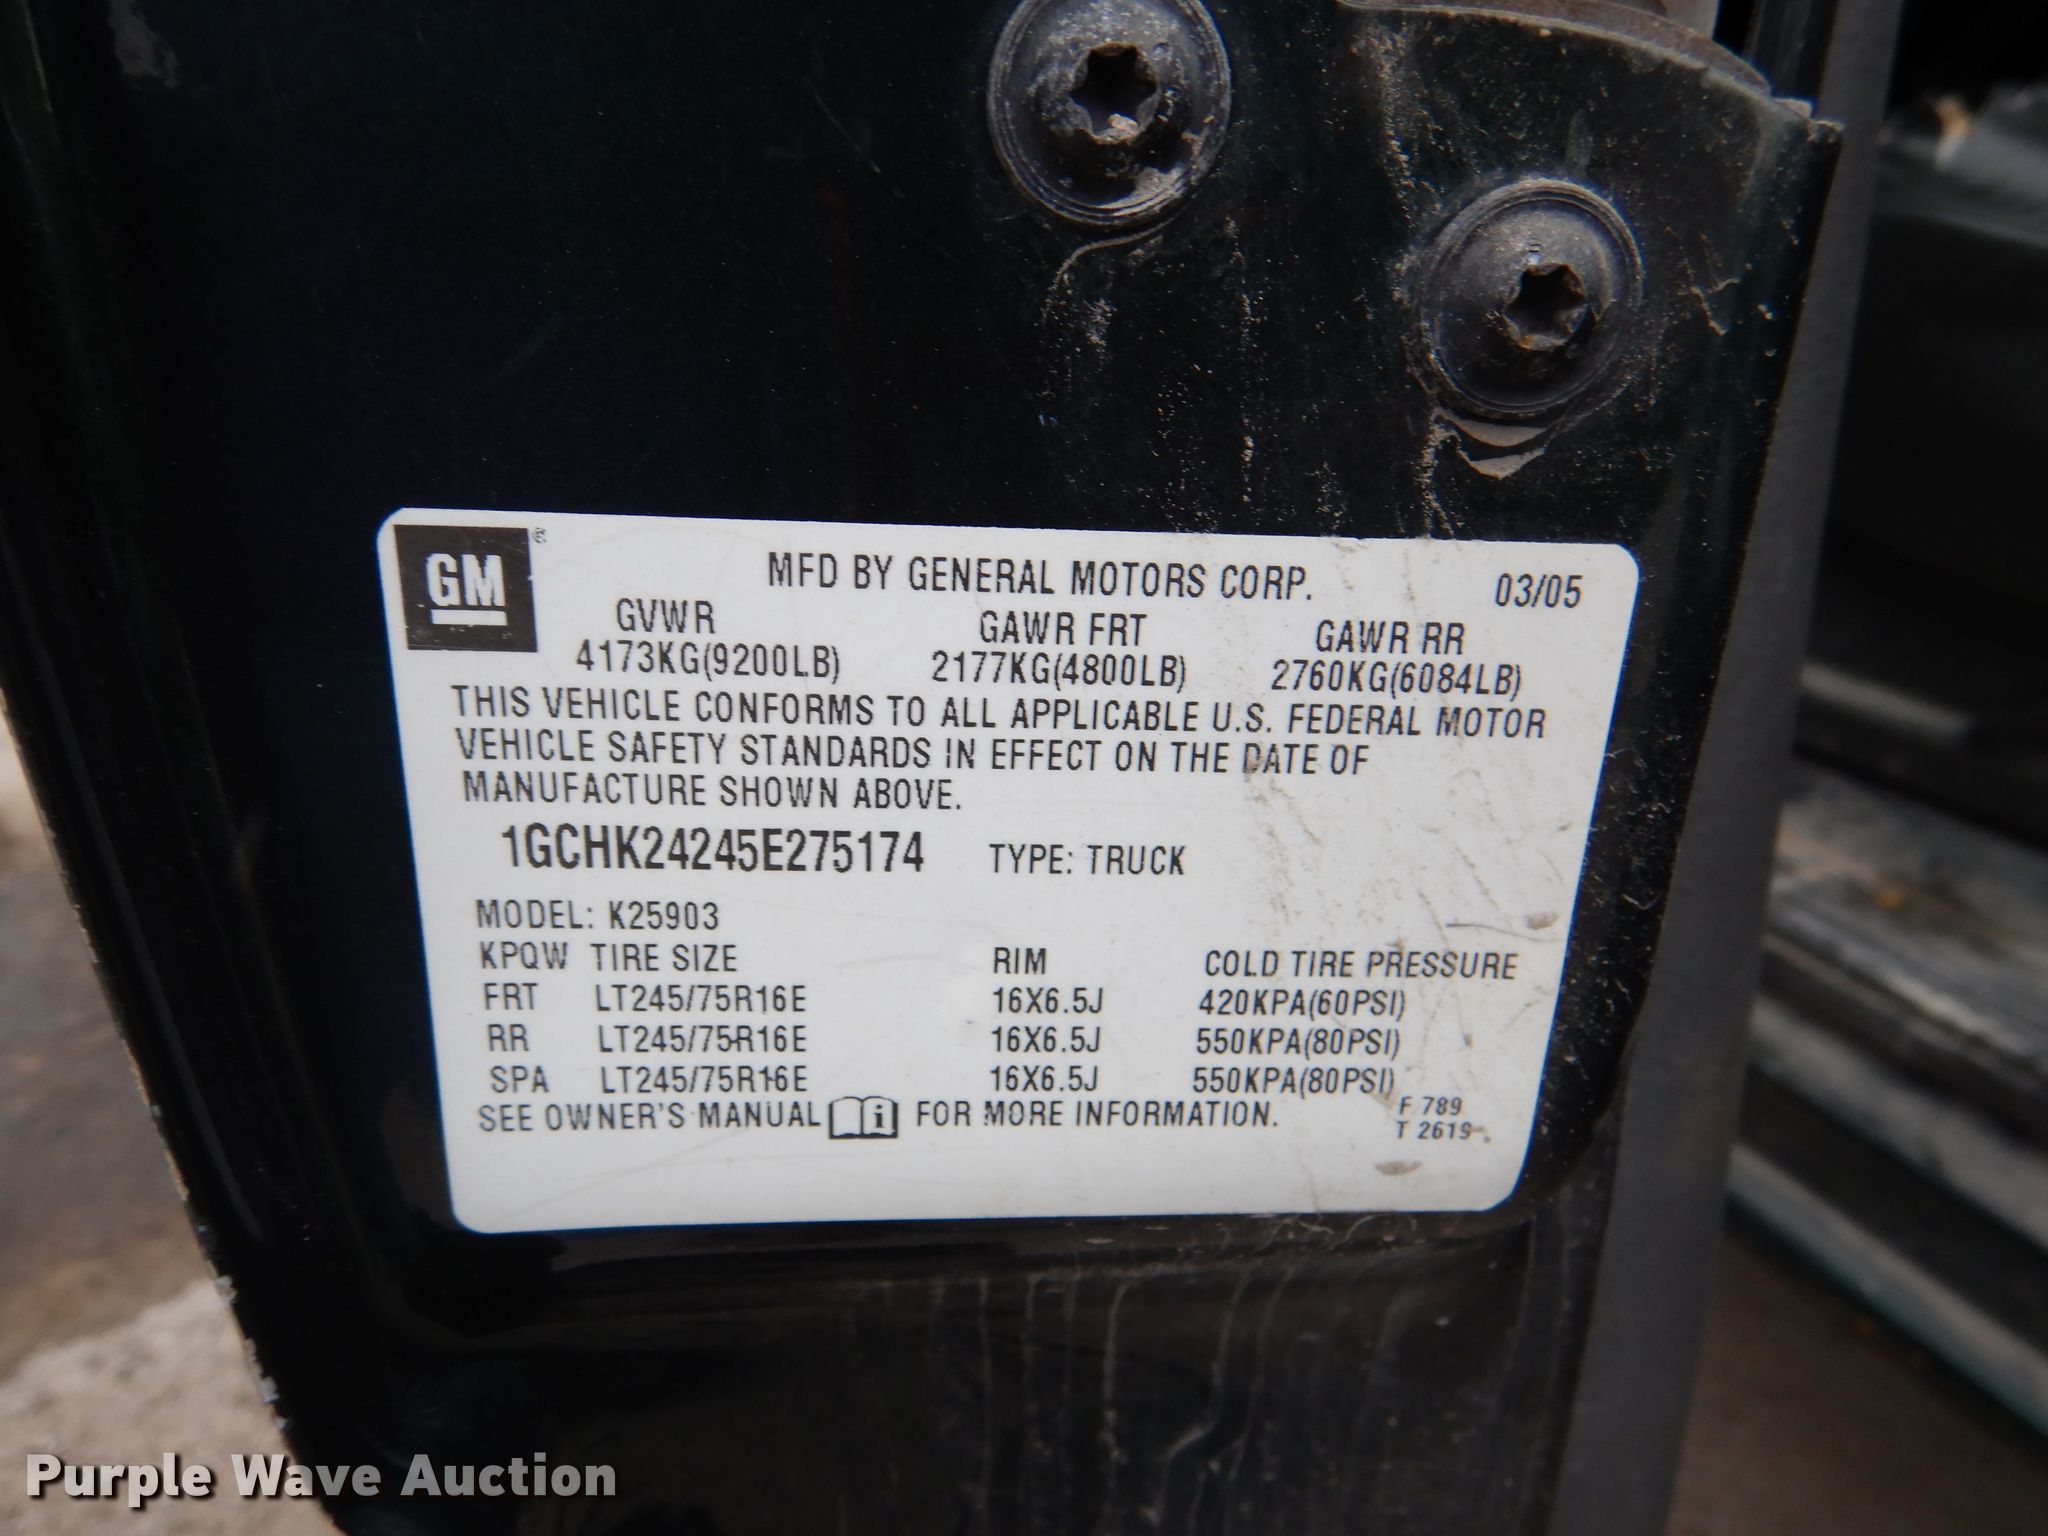 GM
MFD BY GENERAL MOTORS CORP. 03/05
GVWR GAWR FRT GAWR RR
4173KG(9200LB) 2177KG(4800LB) 2760KG(6084LB)
THIS VEHICLE CONFORMS TO ALL APPLICABLE U.S. FEDERAL MOTOR
VEHICLE SAFETY STANDARDS IN EFFECT ON THE DATE OF
MANUFACTURE SHOWN ABOVE.
1GCHK24245E275174 TYPE: TRUCK
MODEL: K25903
KPQW TIRE SIZE RIM COLD TIRE PRESSURE
FRT LT245/75R16E 16X6.5J 420KPA(60PSI)
RR LT245/75R16E 16X6.5J 550KPA(80PSI)
SPA LT245/75R16E 16X6.5J 550KPA(80PSI)
SEE OWNER'S MANUAL i FOR MORE INFORMATION.
F 789
T 2619
Purple Wave Auction